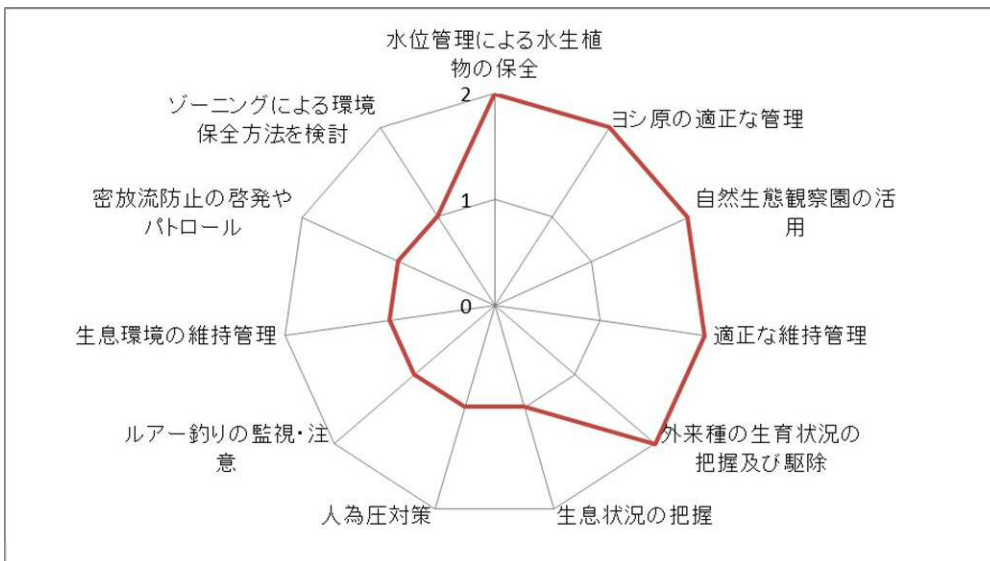 水位管理による水生植
物の保全
ヨシ原の適正な管理
自然生態観察園の活
用
適正な維持管理
外来種の生育状況の
把握及び駆除
生息状況の把握
人為圧対策
ルアー釣りの監視・注
意
生息環境の維持管理
密放流防止の啓発や
パトロール
ゾーニングによる環境
保全方法を検討
2
1
0